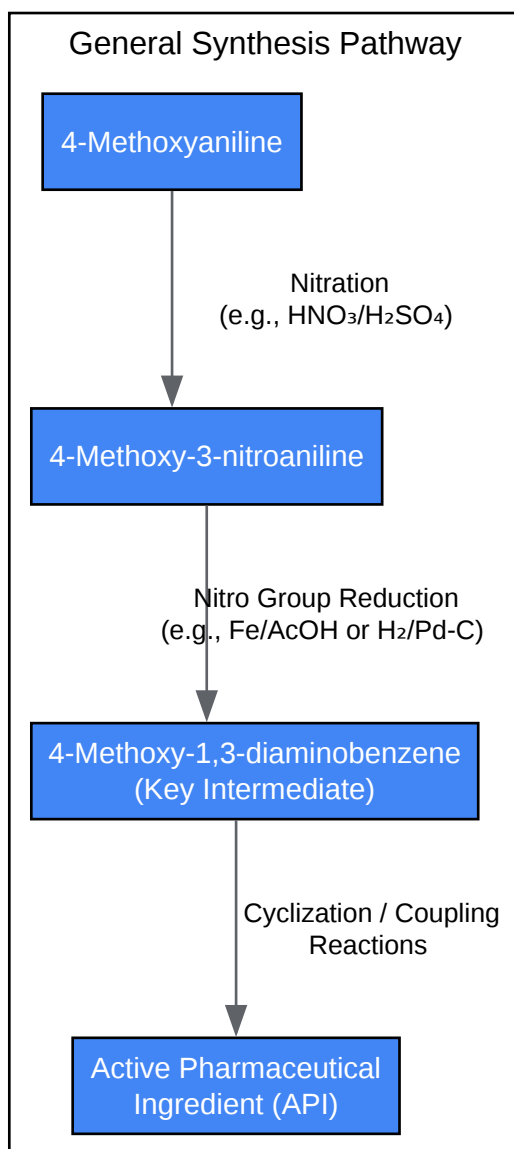 General Synthesis Pathway
4-Methoxyaniline
Nitration
(e.g., HNO₃/H₂SO₄)
4-Methoxy-3-nitroaniline
Nitro Group Reduction
(e.g., Fe/AcOH or H₂/Pd-C)
4-Methoxy-1,3-diaminobenzene
(Key Intermediate)
Cyclization / Coupling
Reactions
Active Pharmaceutical
Ingredient (API)